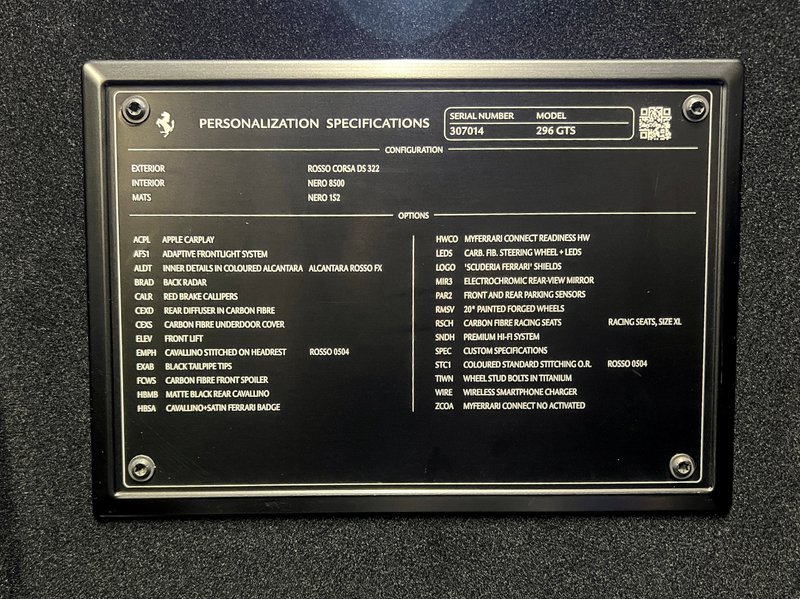 PERSONALIZATION SPECIFICATIONS
SERIAL NUMBER MODEL
307014 296 GTS
CONFIGURATION
EXTERIOR ROSSO CORSA DS 322
INTERIOR NERO 8500
MATS NERO 152
OPTIONS
ACPL APPLE CARPLAY
AFS1 ADAPTIVE FRONTLIGHT SYSTEM
ALDT INNER DETAILS IN COLOURED ALCANTARA ALCANTARA ROSSO FX
BRAD BACK RADAR
CALR RED BRAKE CALLIPERS
CEXD REAR DIFFUSER IN CARBON FIBRE
CEXS CARBON FIBRE UNDERDOOR COVER
ELEV FRONT LIFT
EMPH CAVALLINO STITCHED ON HEADREST ROSSO 0504
EXAB BLACK TAILPIPE TIPS
FCWS CARBON FIBRE FRONT SPOILER
HBMB MATTE BLACK REAR CAVALLINO
HBSA CAVALLINO+SATIN FERRARI BADGE
HWCO MYFERRARI CONNECT READINESS HW
LEDS CARB. FIB. STEERING WHEEL + LEDS
LOGO 'SCUDERIA FERRARI' SHIELDS
MIR3 ELECTROCHROMIC REAR-VIEW MIRROR
PAR2 FRONT AND REAR PARKING SENSORS
RMSV 20" PAINTED FORGED WHEELS
RSCH CARBON FIBRE RACING SEATS RACING SEATS, SIZE XL
SNDH PREMIUM HI-FI SYSTEM
SPEC CUSTOM SPECIFICATIONS
STC1 COLOURED STANDARD STITCHING O.R. ROSSO 0504
TIWN WHEEL STUD BOLTS IN TITANIUM
WIRE WIRELESS SMARTPHONE CHARGER
ZCOA MYFERRARI CONNECT NO ACTIVATED